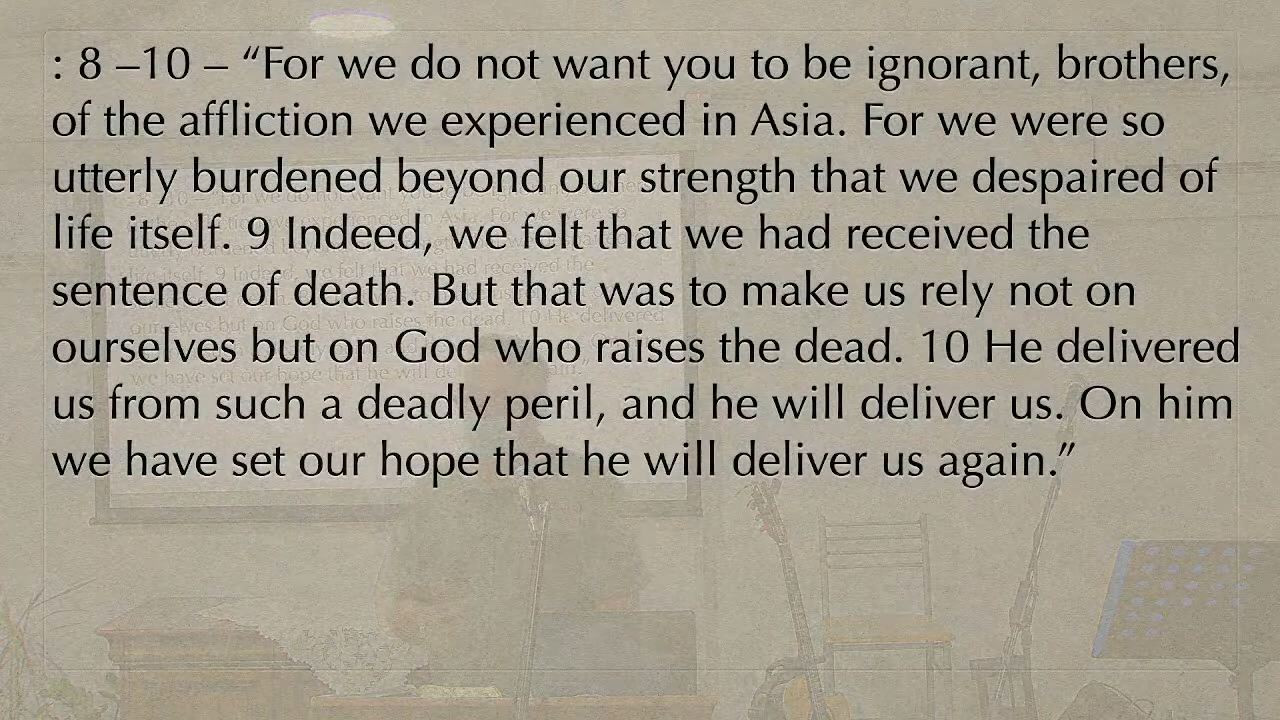 : 8 –10 – “For we do not want you to be ignorant, brothers,
of the affliction we experienced in Asia. For we were so
utterly burdened beyond our strength that we despaired of
life itself. 9 Indeed, we felt that we had received the
sentence of death. But that was to make us rely not on
ourselves but on God who raises the dead. 10 He delivered
us from such a deadly peril, and he will deliver us. On him
we have set our hope that he will deliver us again.”